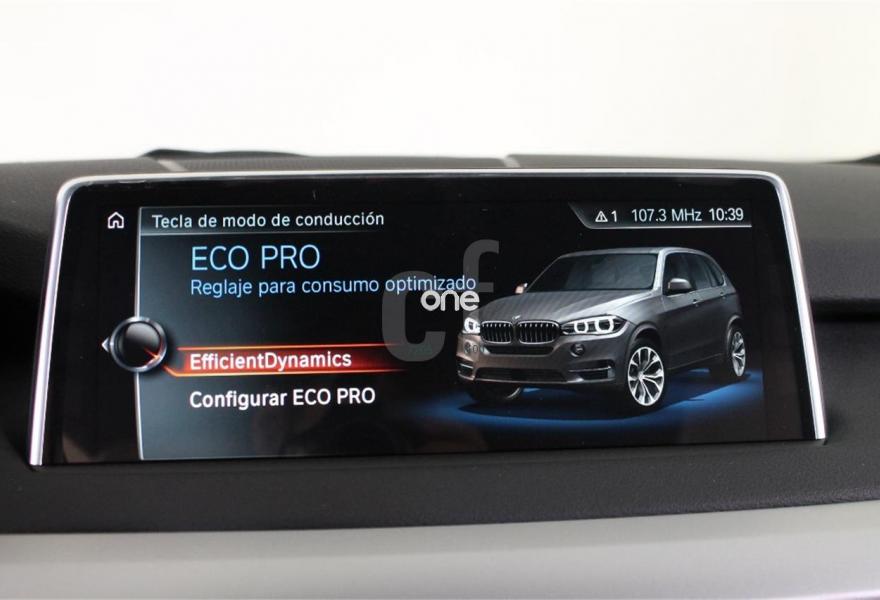 Tecla de modo de conducción
⚠1 107.3 MHz 10:39
ECO PRO
Reglaje para consumo optimizado
cf
one
EfficientDynamics
Configurar ECO PRO